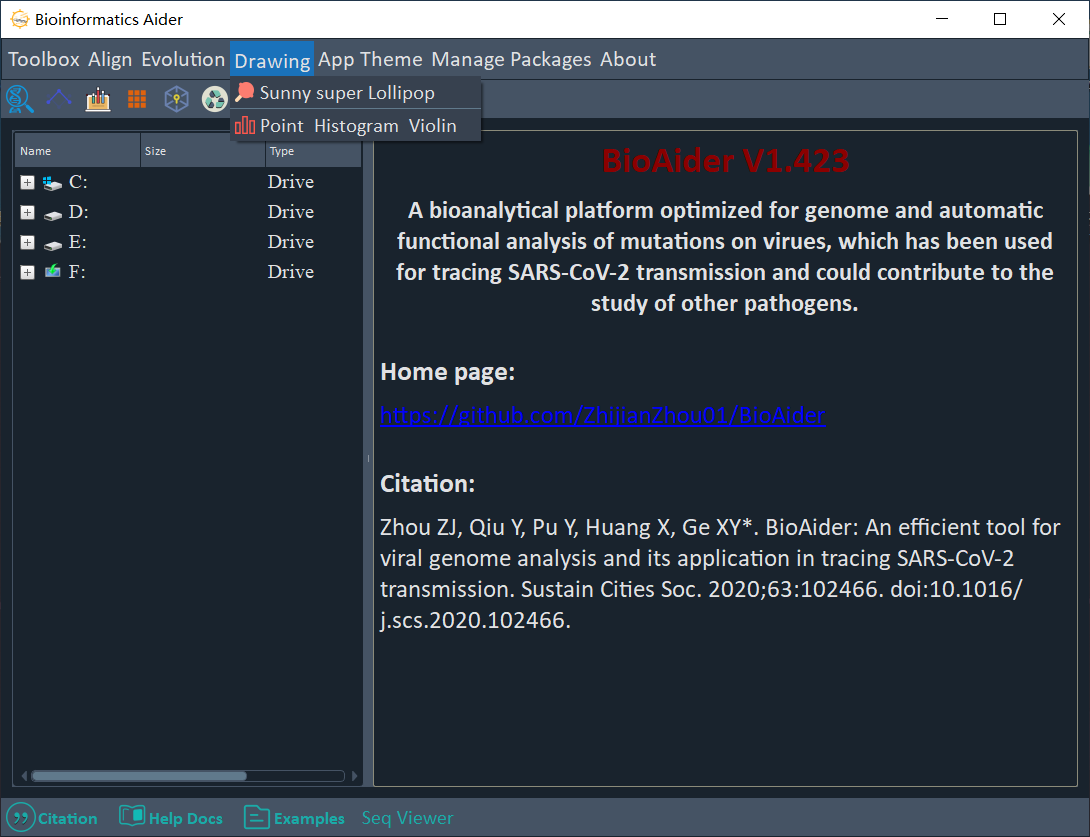 Bioinformatics Aider
Toolbox Align Evolution Drawing App Theme Manage Packages About
Sunny super Lollipop
Point Histogram Violin
Name Size Type
C: Drive
D: Drive
E: Drive
F: Drive
BioAider V1.423
A bioanalytical platform optimized for genome and automatic
functional analysis of mutations on virues, which has been used
for tracing SARS-CoV-2 transmission and could contribute to the
study of other pathogens.
Home page:
https://github.com/ZhijianZhou01/BioAider
Citation:
Zhou ZJ, Qiu Y, Pu Y, Huang X, Ge XY*. BioAider: An efficient tool for
viral genome analysis and its application in tracing SARS-CoV-2
transmission. Sustain Cities Soc. 2020;63:102466. doi:10.1016/
j.scs.2020.102466.
Citation Help Docs Examples Seq Viewer